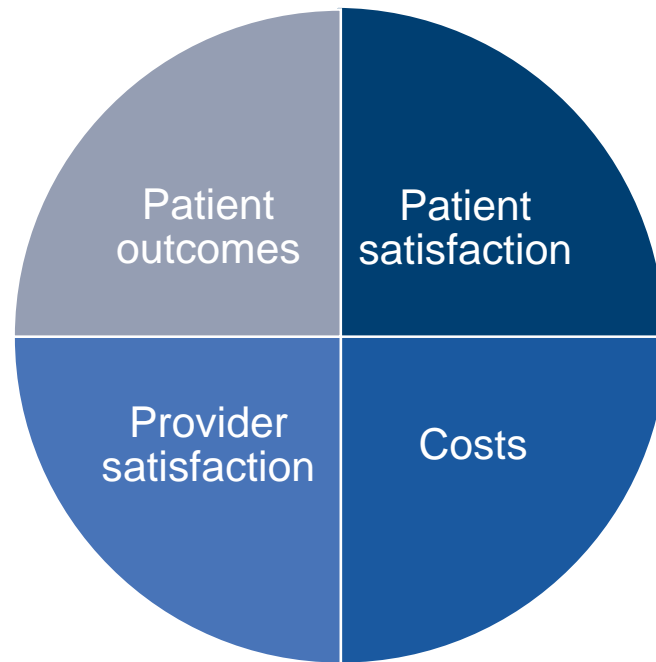 Patient
outcomes
Patient
satisfaction
Provider
satisfaction
Costs